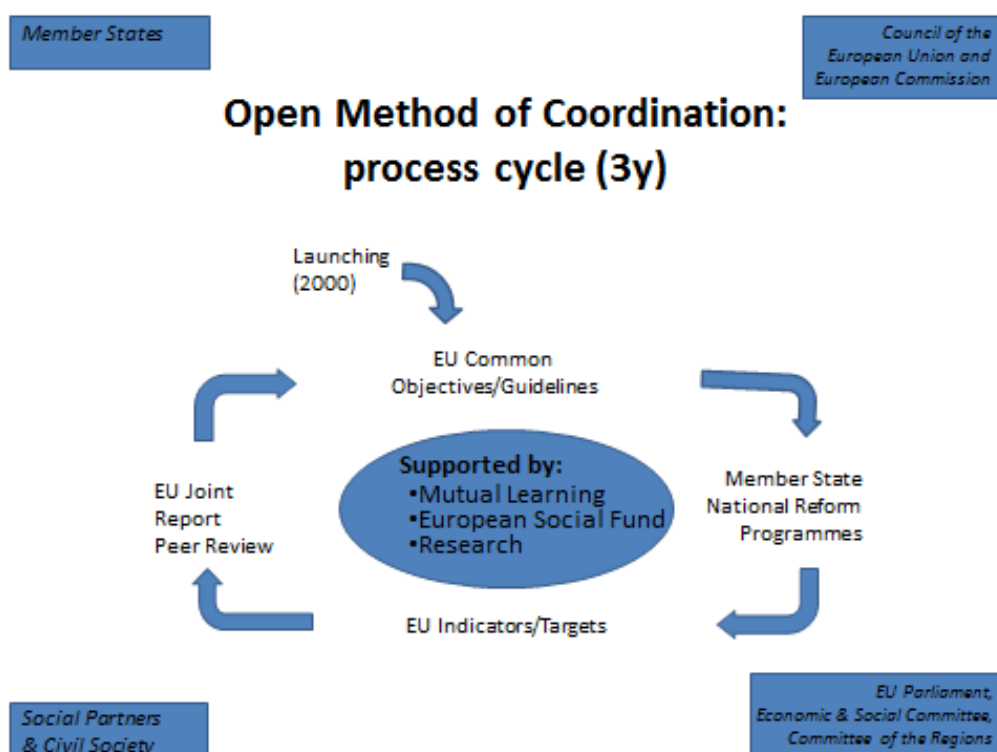 Member States
Council of the
European Union and
European Commission
Open Method of Coordination:
process cycle (3y)
Launching
(2000)
EU Common
Objectives/Guidelines
Supported by:
•Mutual Learning
•European Social Fund
•Research
Member State
National Reform
Programmes
EU Joint
Report
Peer Review
EU Indicators/Targets
Social Partners
& Civil Society
EU Parliament,
Economic & Social Committee,
Committee of the Regions